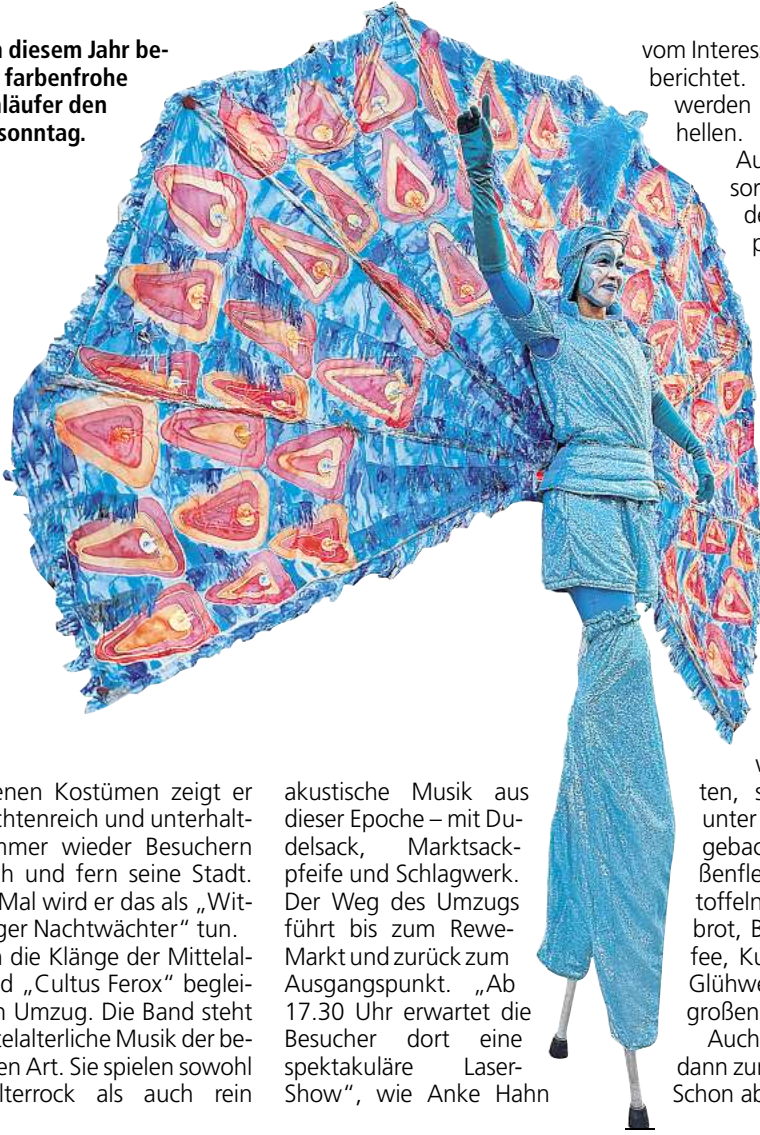 n diesem Jahr be-
farbenfrohe
nläufer den
sonntag.
enen Kostümen zeigt er
chtenreich und unterhalt-
mmer wieder Besuchern
h und fern seine Stadt.
Mal wird er das als „Wit-
ger Nachtwächter“ tun.
n die Klänge der Mittelal-
d „Cultus Ferox“ beglei-
n Umzug. Die Band steht
telalterliche Musik der be-
en Art. Sie spielen sowohl
lterrock als auch rein
akustische Musik aus
dieser Epoche – mit Du-
delsack, Marktsack-
pfeife und Schlagwerk.
Der Weg des Umzugs
führt bis zum Rewe-
Markt und zurück zum
Ausgangspunkt. „Ab
17.30 Uhr erwartet die
Besucher dort eine
spektakuläre Laser-
Show“, wie Anke Hahn
vom Interess
berichtet.
werden
hellen.
Au
sor
de
p
v
ten, s
unter
gebac
ßenfle
toffeln
brot, B
fee, Ku
Glühwe
großen
Auch
dann zur
Schon ab